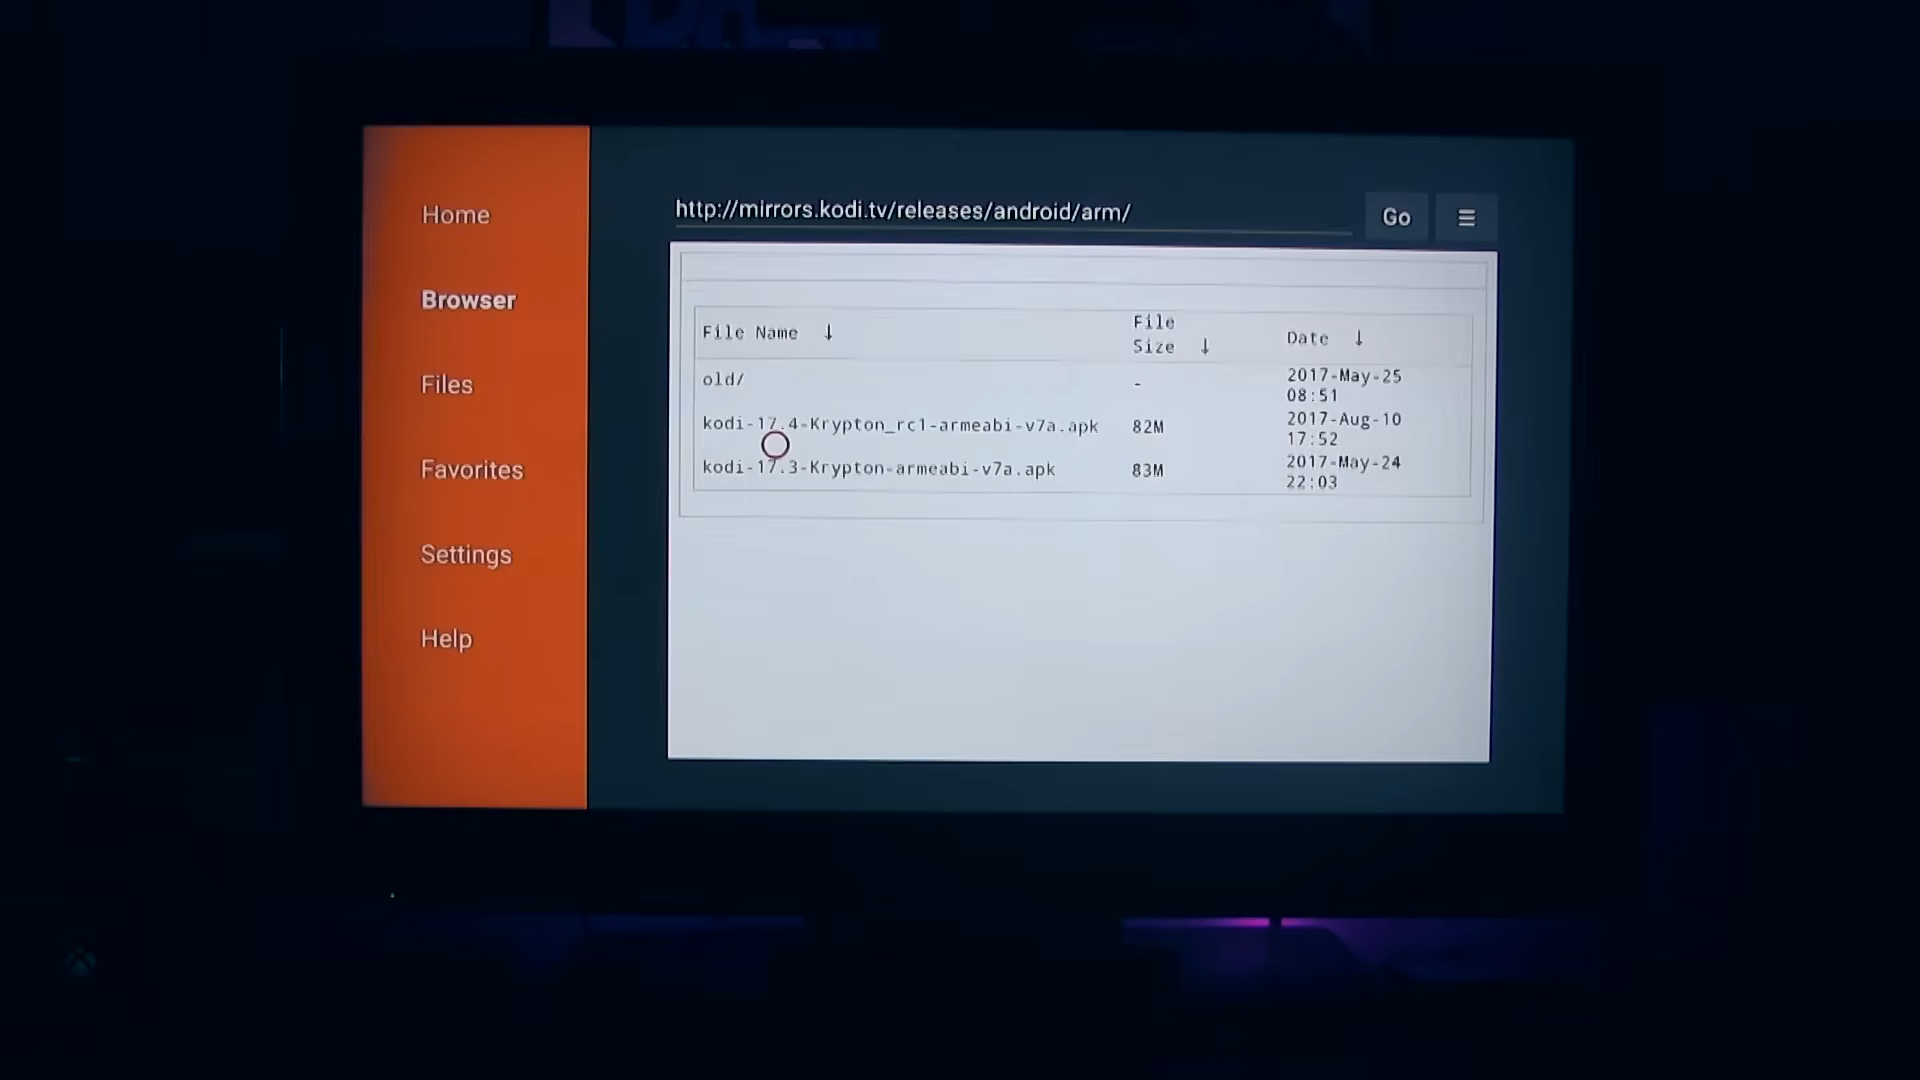 Home
Browser
Files
Favorites
Settings
Help
http://mirrors.kodi.tv/releases/android/arm/
Go
File Name ↓
File
Size ↓
Date ↓
old/
-
2017-May-25
08:51
kodi-17.4-Krypton_rc1-armeabi-v7a.apk
82M
2017-Aug-10
17:52
kodi-17.3-Krypton-armeabi-v7a.apk
83M
2017-May-24
22:03